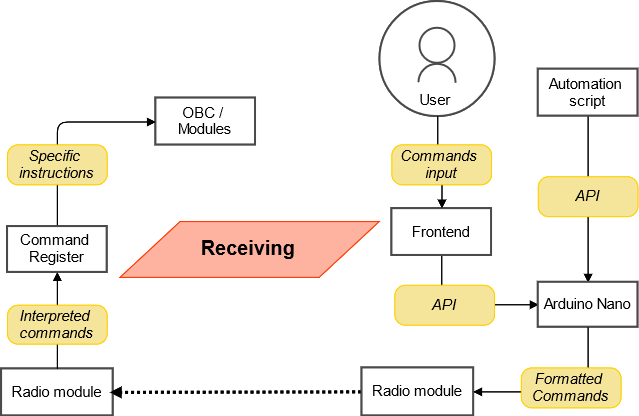 User
Automation
script
OBC /
Modules
Specific
instructions
Commands
input
API
Command
Register
Receiving
Frontend
Interpreted
commands
API
Arduino Nano
Radio module
Radio module
Formatted
Commands